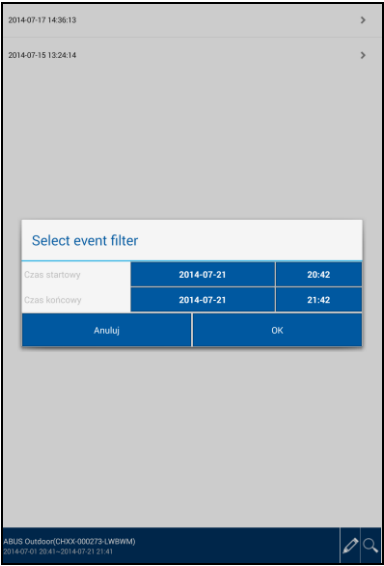 2014-07-17 14:36:13
2014-07-15 13:24:14
Select event filter
Czas startowy 2014-07-21 20:42
Czas końcowy 2014-07-21 21:42
Anuluj OK
ABUS Outdoor(CHXX-000273-LWBWM)
2014-07-01 20:41~2014-07-21 21:41